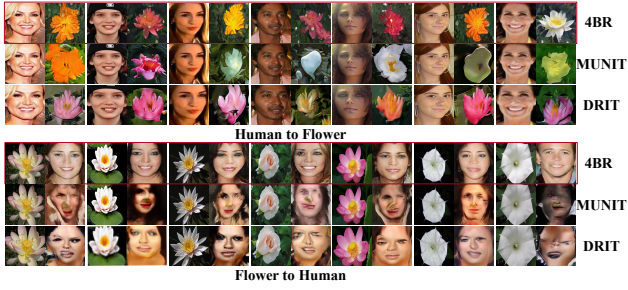 4BR
MUNIT
DRIT
Human to Flower
4BR
MUNIT
DRIT
Flower to Human